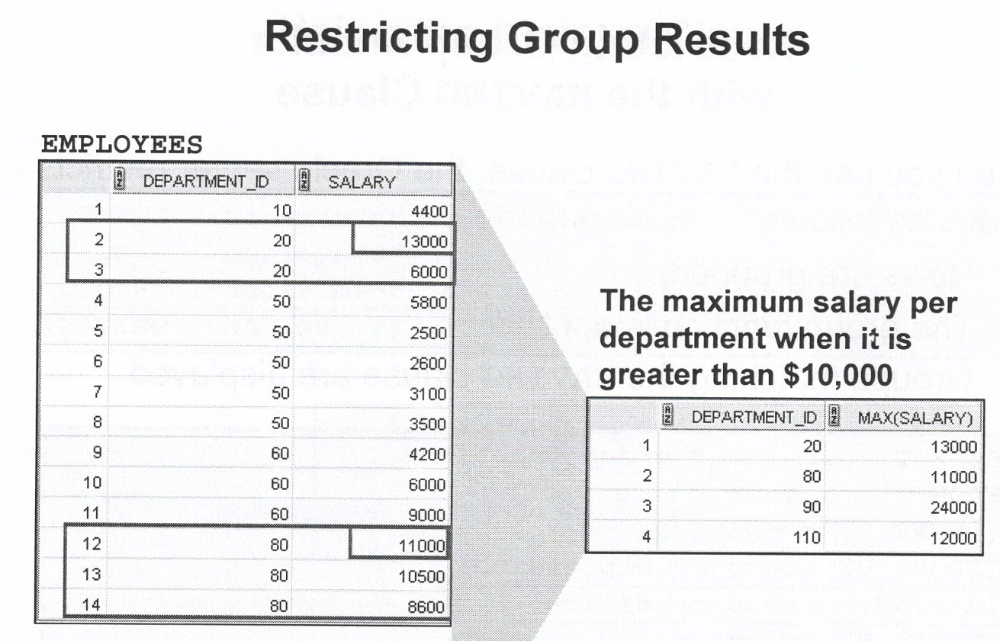 Restricting Group Results
EMPLOYEES
DEPARTMENT_ID SALARY
1 10 4400
2 20 13000
3 20 6000
4 50 5800
5 50 2500
6 50 2600
7 50 3100
8 50 3500
9 60 4200
10 60 6000
11 60 9000
12 80 11000
13 80 10500
14 80 8600
The maximum salary per
department when it is
greater than $10,000
DEPARTMENT_ID MAX(SALARY)
1 20 13000
2 80 11000
3 90 24000
4 110 12000